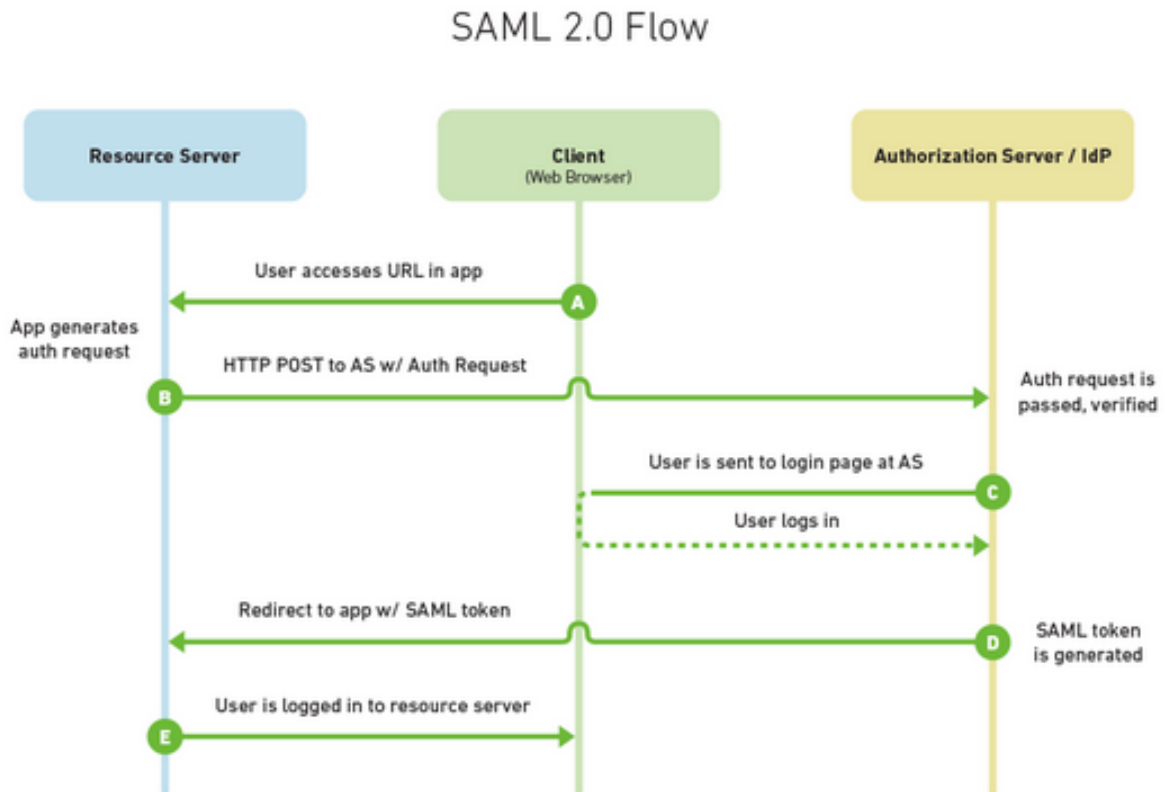 SAML 2.0 Flow
Resource Server
Client
(Web Browser)
Authorization Server / IdP
User accesses URL in app
A
App generates
auth request
HTTP POST to AS w/ Auth Request
B
Auth request is
passed, verified
User is sent to login page at AS
C
User logs in
Redirect to app w/ SAML token
D
SAML token
is generated
User is logged in to resource server
E